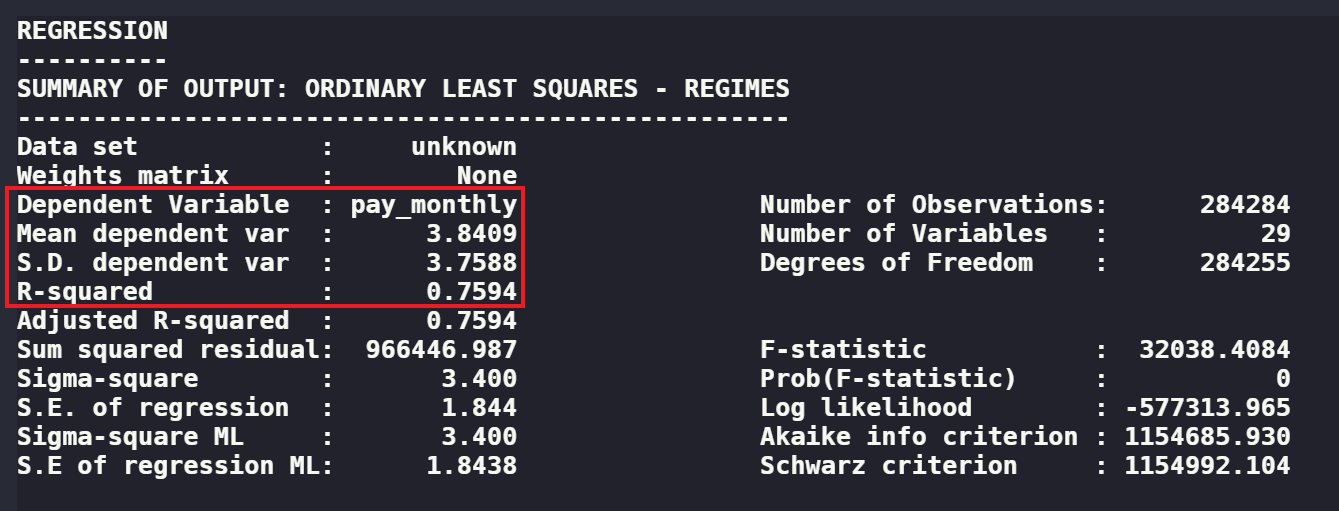 REGRESSION
----------
SUMMARY OF OUTPUT: ORDINARY LEAST SQUARES - REGIMES
---------------------------------------------------
Data set            :     unknown
Weights matrix      :        None
Dependent Variable  : pay_monthly                Number of Observations:      284284
Mean dependent var  :      3.8409                Number of Variables   :          29
S.D. dependent var  :      3.7588                Degrees of Freedom    :      284255
R-squared           :      0.7594
Adjusted R-squared  :      0.7594
Sum squared residual:  966446.987                F-statistic           :  32038.4084
Sigma-square        :       3.400                Prob(F-statistic)     :           0
S.E. of regression  :       1.844                Log likelihood        : -577313.965
Sigma-square ML     :       3.400                Akaike info criterion : 1154685.930
S.E of regression ML:      1.8438                Schwarz criterion     : 1154992.104